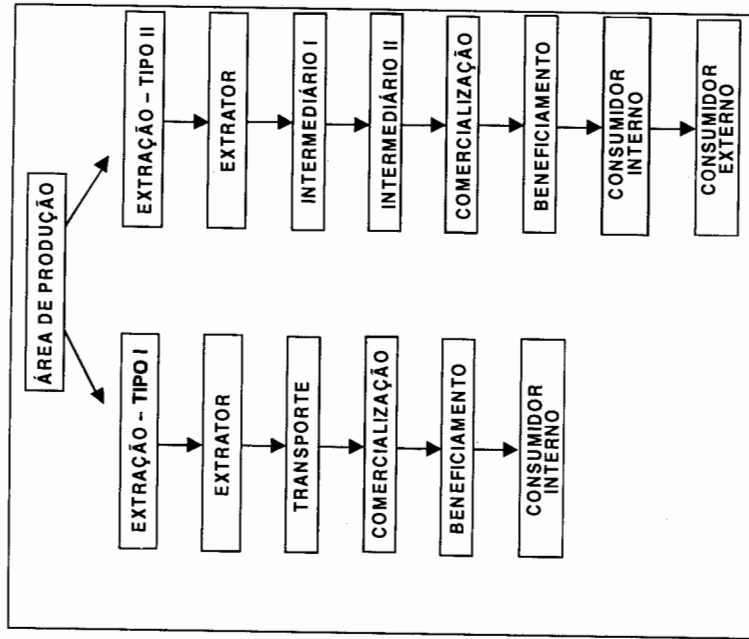 ÁREA DE PRODUÇÃO
EXTRAÇÃO – TIPO I
EXTRATOR
TRANSPORTE
COMERCIALIZAÇÃO
BENEFICIAMENTO
CONSUMIDOR
INTERNO
EXTRAÇÃO – TIPO II
EXTRATOR
INTERMEDIÁRIO I
INTERMEDIÁRIO II
COMERCIALIZAÇÃO
BENEFICIAMENTO
CONSUMIDOR
INTERNO
CONSUMIDOR
EXTERNO